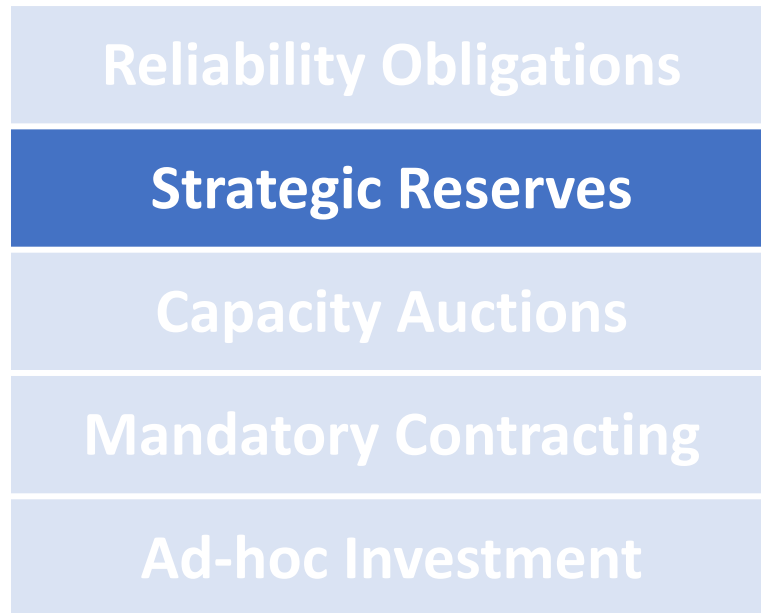 Reliability Obligations
Strategic Reserves
Capacity Auctions
Mandatory Contracting
Ad-hoc Investment